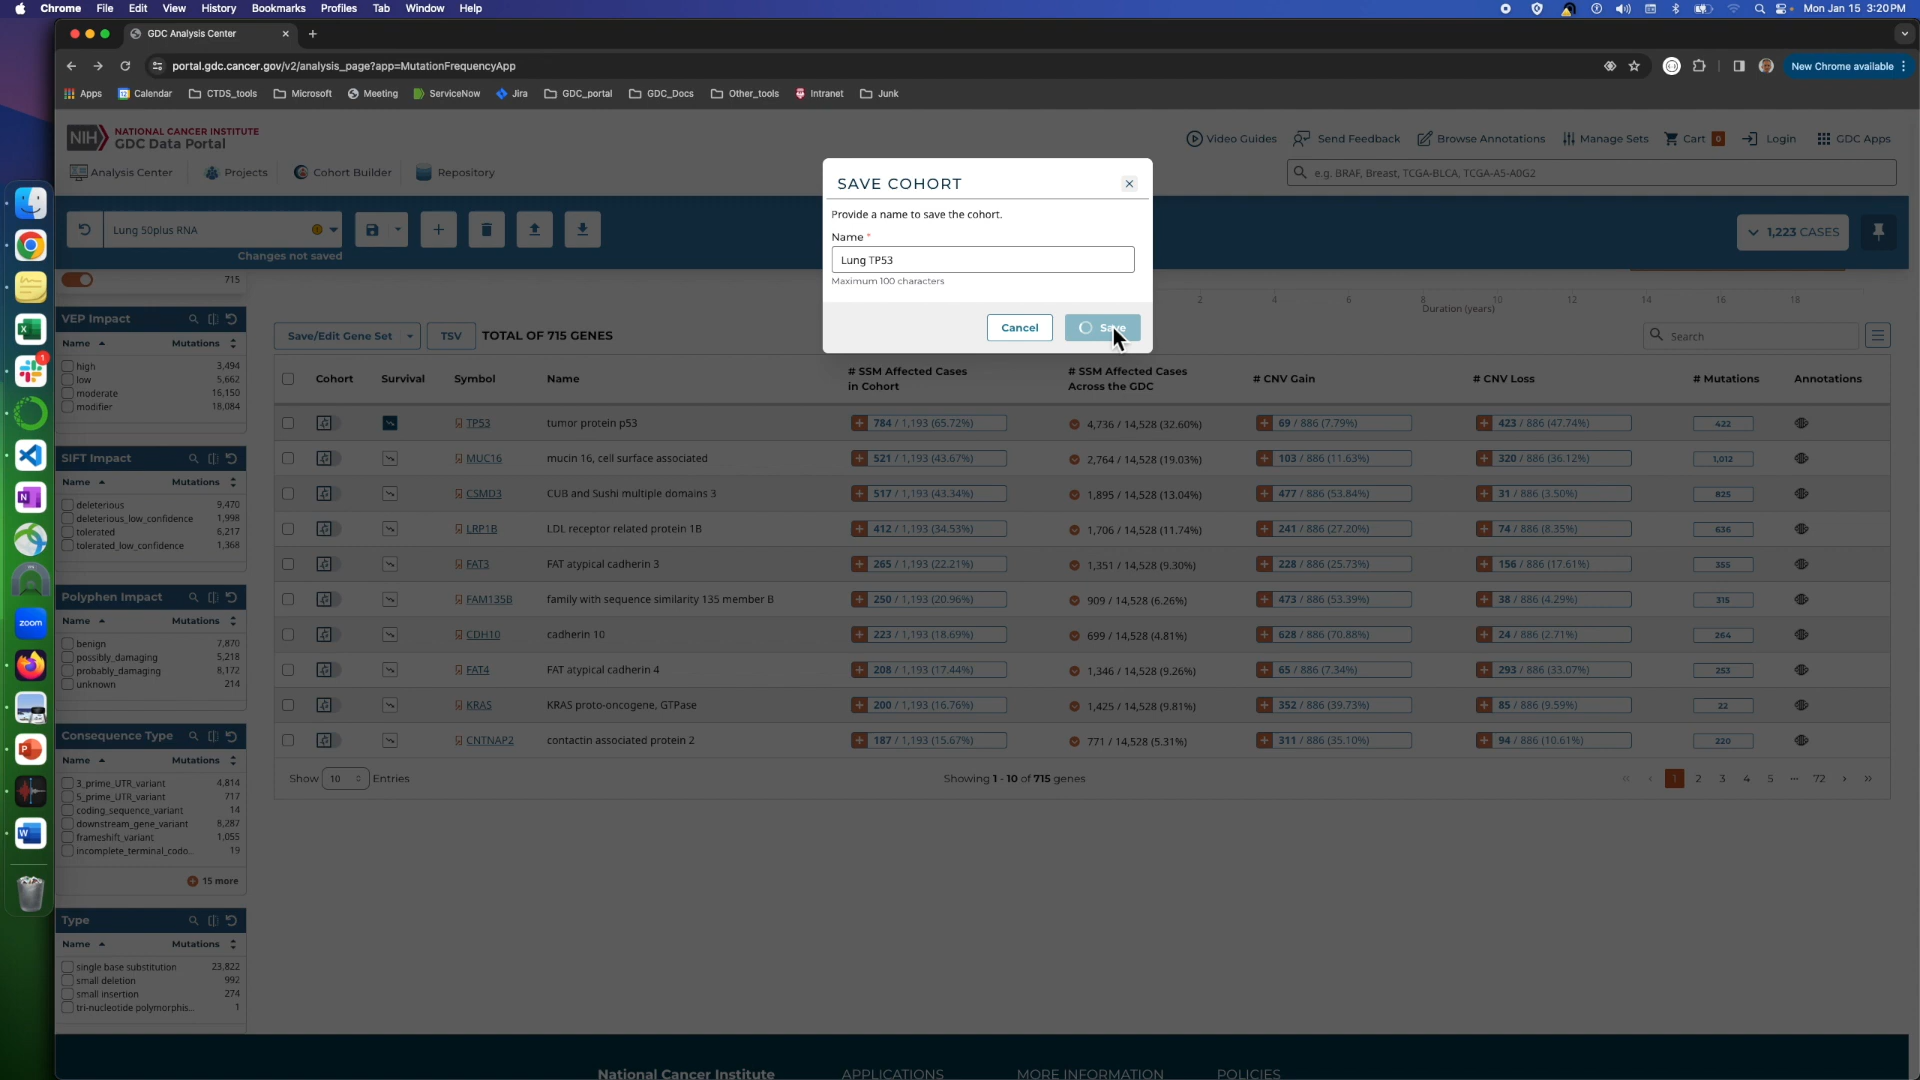 Chrome File Edit View History Bookmarks Profiles Tab Window Help Mon Jan 15 3:20PM
GDC Analysis Center
portal.gdc.cancer.gov/v2/analysis_page?app=MutationFrequencyApp New Chrome available
Apps Calendar CTDS_tools Microsoft Meeting ServiceNow Jira GDC_portal GDC_Docs Other_tools Intranet Junk
NIH NATIONAL CANCER INSTITUTE
GDC Data Portal
Video Guides Send Feedback Browse Annotations Manage Sets Cart 0 Login GDC Apps
Analysis Center Projects Cohort Builder Repository
e.g. BRAF, Breast, TCGA-BLCA, TCGA-A5-A0G2
Lung 50plus RNA
Changes not saved
1,223 CASES
SAVE COHORT
Provide a name to save the cohort.
Name *
Lung TP53
Maximum 100 characters
Cancel Save
715
VEP Impact
Name Mutations
high 3,494
low 5,662
moderate 16,150
modifier 18,084
SIFT Impact
Name Mutations
deleterious 9,470
deleterious_low_confidence 1,998
tolerated 6,217
tolerated_low_confidence 1,368
Polyphen Impact
Name Mutations
benign 7,870
possibly_damaging 5,218
probably_damaging 8,172
unknown 214
Consequence Type
Name Mutations
3_prime_UTR_variant 4,814
5_prime_UTR_variant 717
coding_sequence_variant 14
downstream_gene_variant 8,287
frameshift_variant 1,055
incomplete_terminal_codo... 19
15 more
Type
Name Mutations
single base substitution 23,822
small deletion 992
small insertion 274
tri-nucleotide polymorphis... 1
2 4 6 8 10 12 14 16 18
Duration (years)
Save/Edit Gene Set TSV TOTAL OF 715 GENES Search
Cohort Survival Symbol Name # SSM Affected Cases in Cohort # SSM Affected Cases Across the GDC # CNV Gain # CNV Loss # Mutations Annotations
TP53 tumor protein p53 784 / 1,193 (65.72%) 4,736 / 14,528 (32.60%) 69 / 886 (7.79%) 423 / 886 (47.74%) 422
MUC16 mucin 16, cell surface associated 521 / 1,193 (43.67%) 2,764 / 14,528 (19.03%) 103 / 886 (11.63%) 320 / 886 (36.12%) 1,012
CSMD3 CUB and Sushi multiple domains 3 517 / 1,193 (43.34%) 1,895 / 14,528 (13.04%) 477 / 886 (53.84%) 31 / 886 (3.50%) 825
LRP1B LDL receptor related protein 1B 412 / 1,193 (34.53%) 1,706 / 14,528 (11.74%) 241 / 886 (27.20%) 74 / 886 (8.35%) 636
FAT3 FAT atypical cadherin 3 265 / 1,193 (22.21%) 1,351 / 14,528 (9.30%) 228 / 886 (25.73%) 156 / 886 (17.61%) 355
FAM135B family with sequence similarity 135 member B 250 / 1,193 (20.96%) 909 / 14,528 (6.26%) 473 / 886 (53.39%) 38 / 886 (4.29%) 315
CDH10 cadherin 10 223 / 1,193 (18.69%) 699 / 14,528 (4.81%) 628 / 886 (70.88%) 24 / 886 (2.71%) 264
FAT4 FAT atypical cadherin 4 208 / 1,193 (17.44%) 1,346 / 14,528 (9.26%) 65 / 886 (7.34%) 293 / 886 (33.07%) 253
KRAS KRAS proto-oncogene, GTPase 200 / 1,193 (16.76%) 1,425 / 14,528 (9.81%) 352 / 886 (39.73%) 85 / 886 (9.59%) 22
CNTNAP2 contactin associated protein 2 187 / 1,193 (15.67%) 771 / 14,528 (5.31%) 311 / 886 (35.10%) 94 / 886 (10.61%) 220
Show 10 Entries Showing 1 - 10 of 715 genes « ‹ 1 2 3 4 5 ... 72 › »
National Cancer Institute APPLICATIONS MORE INFORMATION POLICIES
zoom
1